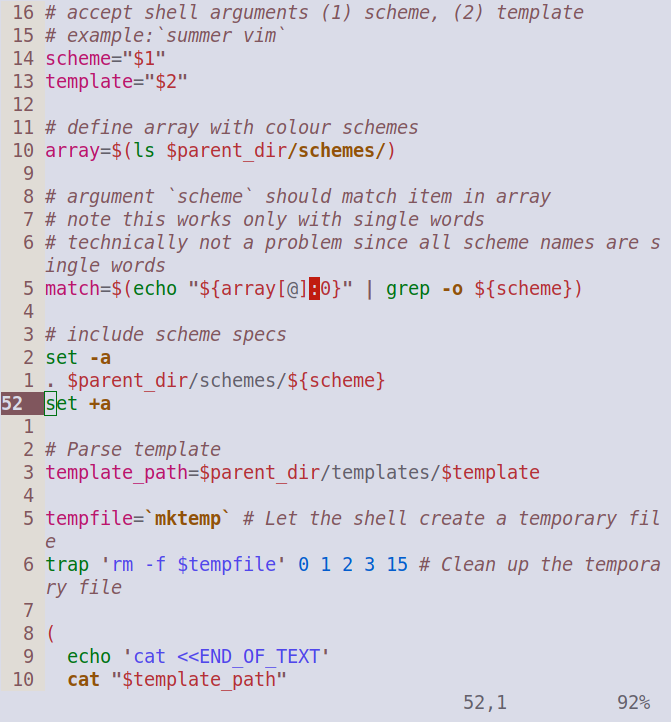 16 # accept shell arguments (1) scheme, (2) template
15 # example:`summer vim`
14 scheme="$1"
13 template="$2"
12
11 # define array with colour schemes
10 array=$(ls $parent_dir/schemes/)
9
8 # argument `scheme` should match item in array
7 # note this works only with single words
6 # technically not a problem since all scheme names are s
ingle words
5 match=$(echo "${array[@]:0}" | grep -o ${scheme})
4
3 # include scheme specs
2 set -a
1 . $parent_dir/schemes/${scheme}
52 set +a
1
2 # Parse template
3 template_path=$parent_dir/templates/$template
4
5 tempfile=`mktemp` # Let the shell create a temporary fil
e
6 trap 'rm -f $tempfile' 0 1 2 3 15 # Clean up the tempora
ry file
7
8 (
9   echo 'cat <<END_OF_TEXT'
10   cat "$template_path"
52,1 92%